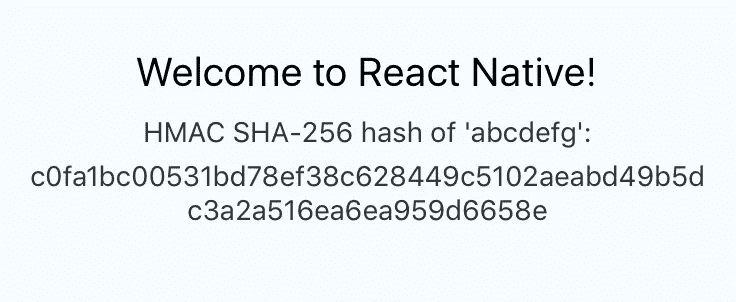 Welcome to React Native!
HMAC SHA-256 hash of 'abcdefg':
c0fa1bc00531bd78ef38c628449c5102aeabd49b5d
c3a2a516ea6ea959d6658e